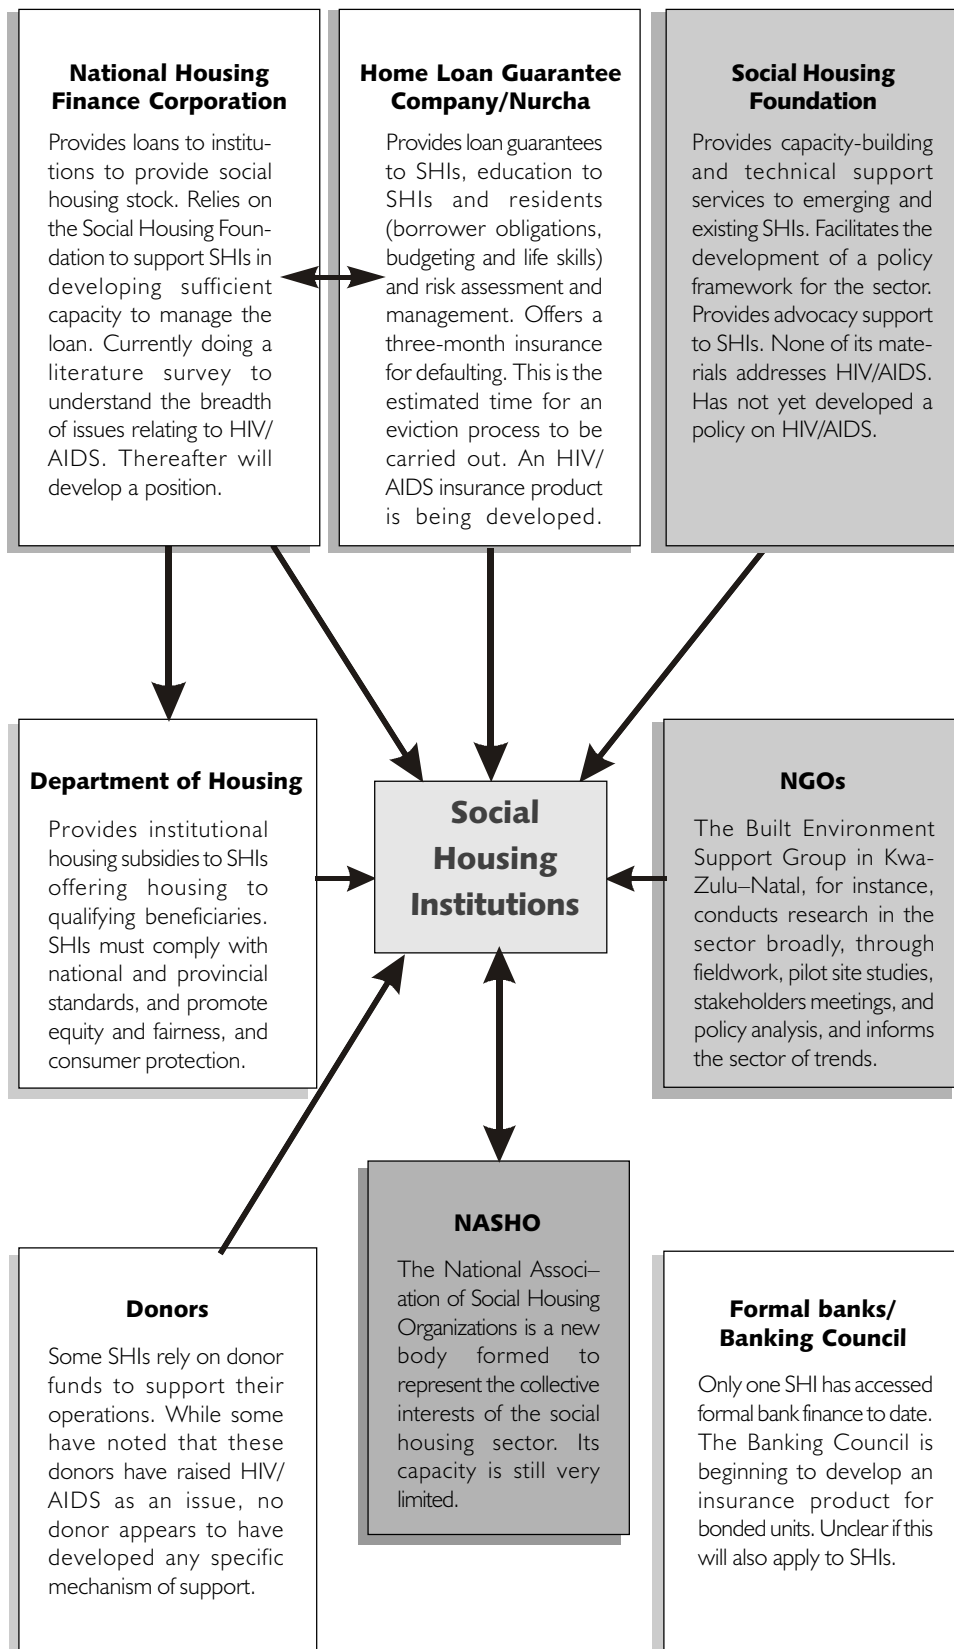 National Housing
Finance Corporation
Provides loans to institu-
tions to provide social
housing stock. Relies on
the Social Housing Foun-
dation to support SHIs in
developing sufficient
capacity to manage the
loan. Currently doing a
literature survey to
understand the breadth
of issues relating to HIV/
AIDS. Thereafter will
develop a position.
Home Loan Guarantee
Company/Nurcha
Provides loan guarantees
to SHIs, education to
SHIs and residents
(borrower obligations,
budgeting and life skills)
and risk assessment and
management. Offers a
three-month insurance
for defaulting. This is the
estimated time for an
eviction process to be
carried out. An HIV/
AIDS insurance product
is being developed.
Social Housing
Foundation
Provides capacity-building
and technical support
services to emerging and
existing SHIs. Facilitates the
development of a policy
framework for the sector.
Provides advocacy support
to SHIs. None of its mate-
rials addresses HIV/AIDS.
Has not yet developed a
policy on HIV/AIDS.
Department of Housing
Provides institutional
housing subsidies to SHIs
offering housing to
qualifying beneficiaries.
SHIs must comply with
national and provincial
standards, and promote
equity and fairness, and
consumer protection.
Social
Housing
Institutions
NGOs
The Built Environment
Support Group in Kwa-
Zulu–Natal, for instance,
conducts research in the
sector broadly, through
fieldwork, pilot site studies,
stakeholders meetings, and
policy analysis, and informs
the sector of trends.
Donors
Some SHIs rely on donor
funds to support their
operations. While some
have noted that these
donors have raised HIV/
AIDS as an issue, no
donor appears to have
developed any specific
mechanism of support.
NASHO
The National Associ–
ation of Social Housing
Organizations is a new
body formed to
represent the collective
interests of the social
housing sector. Its
capacity is still very
limited.
Formal banks/
Banking Council
Only one SHI has accessed
formal bank finance to date.
The Banking Council is
beginning to develop an
insurance product for
bonded units. Unclear if this
will also apply to SHIs.